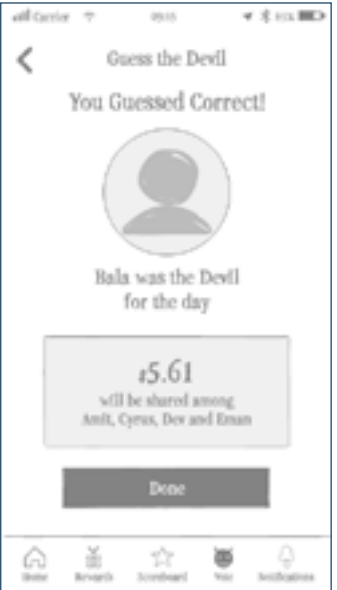 Carrier
Guess the Devil
You Guessed Correct!
Bala was the Devil
for the day
$5.61
will be shared among
Amit, Cyrus, Dev and Eman
Done
Home Rewards Scoreboard Vote Notifications